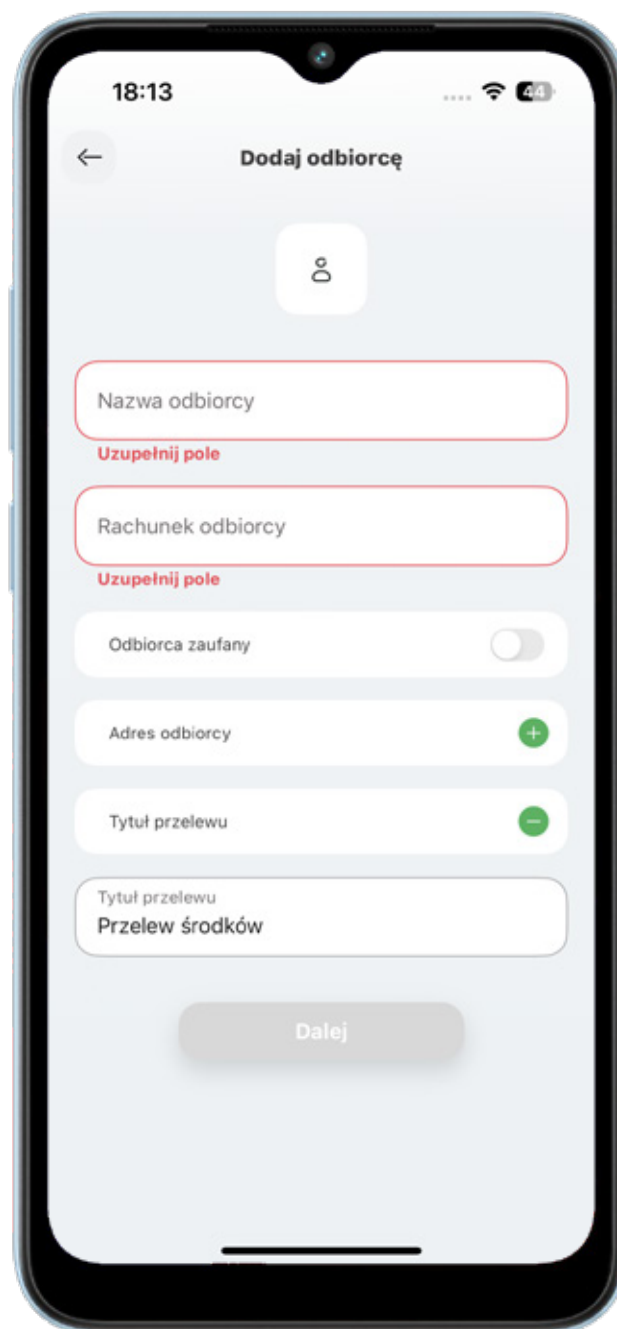 18:13
44
Dodaj odbiorcę
Nazwa odbiorcy
Uzupełnij pole
Rachunek odbiorcy
Uzupełnij pole
Odbiorca zaufany
Adres odbiorcy
Tytuł przelewu
Tytuł przelewu
Przelew środków
Dalej